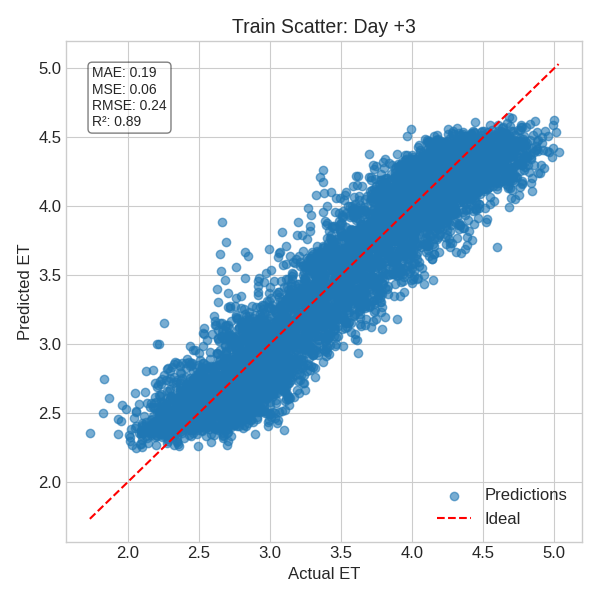 Train Scatter: Day +3
MAE: 0.19
MSE: 0.06
RMSE: 0.24
R²: 0.89
Predicted ET
5.0
4.5
4.0
3.5
3.0
2.5
2.0
Predictions
Ideal
2.0 2.5 3.0 3.5 4.0 4.5 5.0
Actual ET